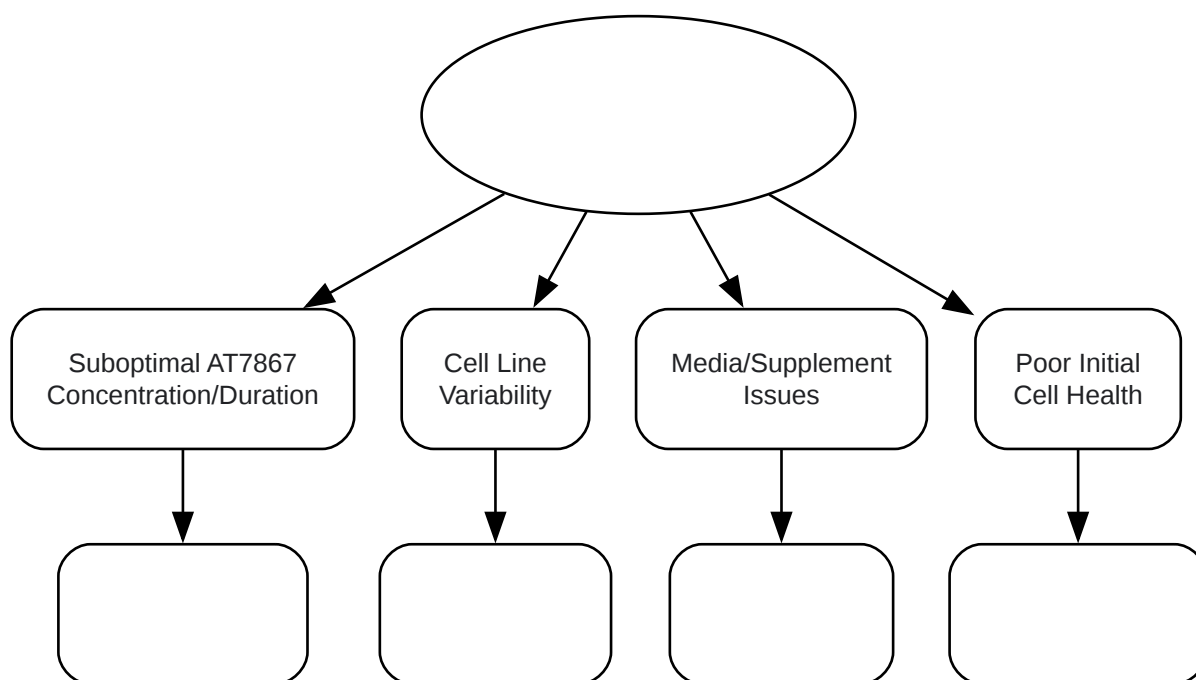 Suboptimal AT7867
Concentration/Duration
Cell Line
Variability
Media/Supplement
Issues
Poor Initial
Cell Health